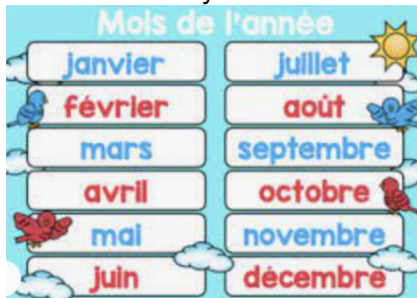 Mois de l'année
janvier
février
mars
avril
mai
juin
juillet
août
septembre
octobre
novembre
décembre